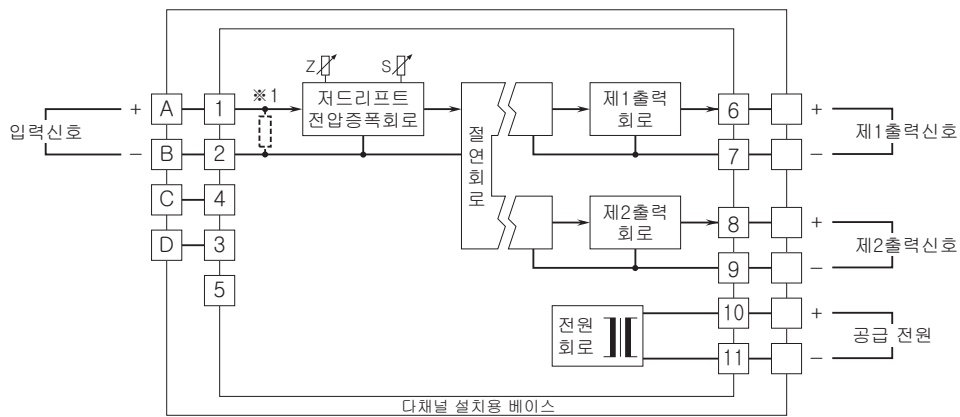 Z
S
※1
+
A
1
저드리프트
전압증폭회로
제1출력
회로
6
+
입력신호
제1출력신호
−
B
2
절연회로
7
−
C
4
제2출력
회로
8
+
D
3
제2출력신호
9
−
5
전원
회로
10
+
공급 전원
11
−
다채널 설치용 베이스